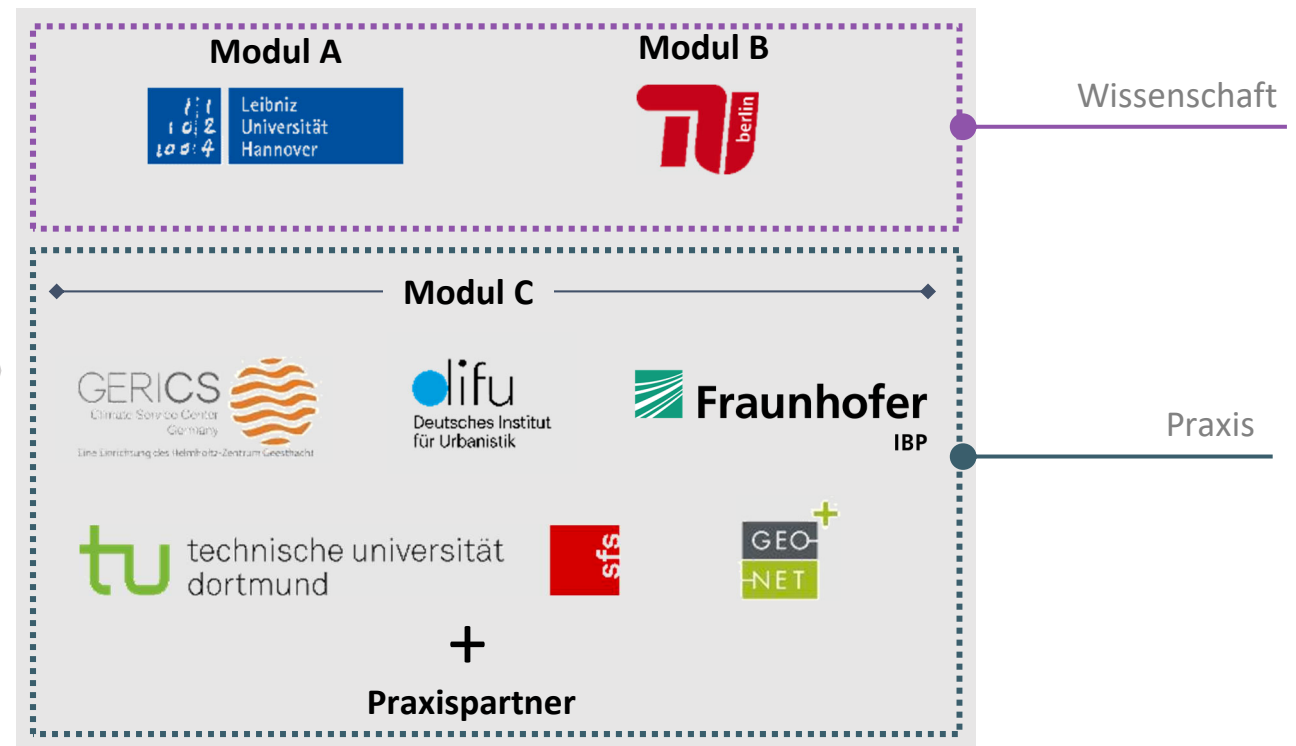 Modul A
Modul B
Leibniz
Universität
Hannover
berlin
Wissenschaft
Modul C
GERICS
Climate Service Center
Germany
Eine Einrichtung des Helmholtz-Zentrum Geesthacht
difu
Deutsches Institut
für Urbanistik
Fraunhofer
IBP
Praxis
tu technische universität
dortmund
sfs
GEO-
NET
+
+
Praxispartner